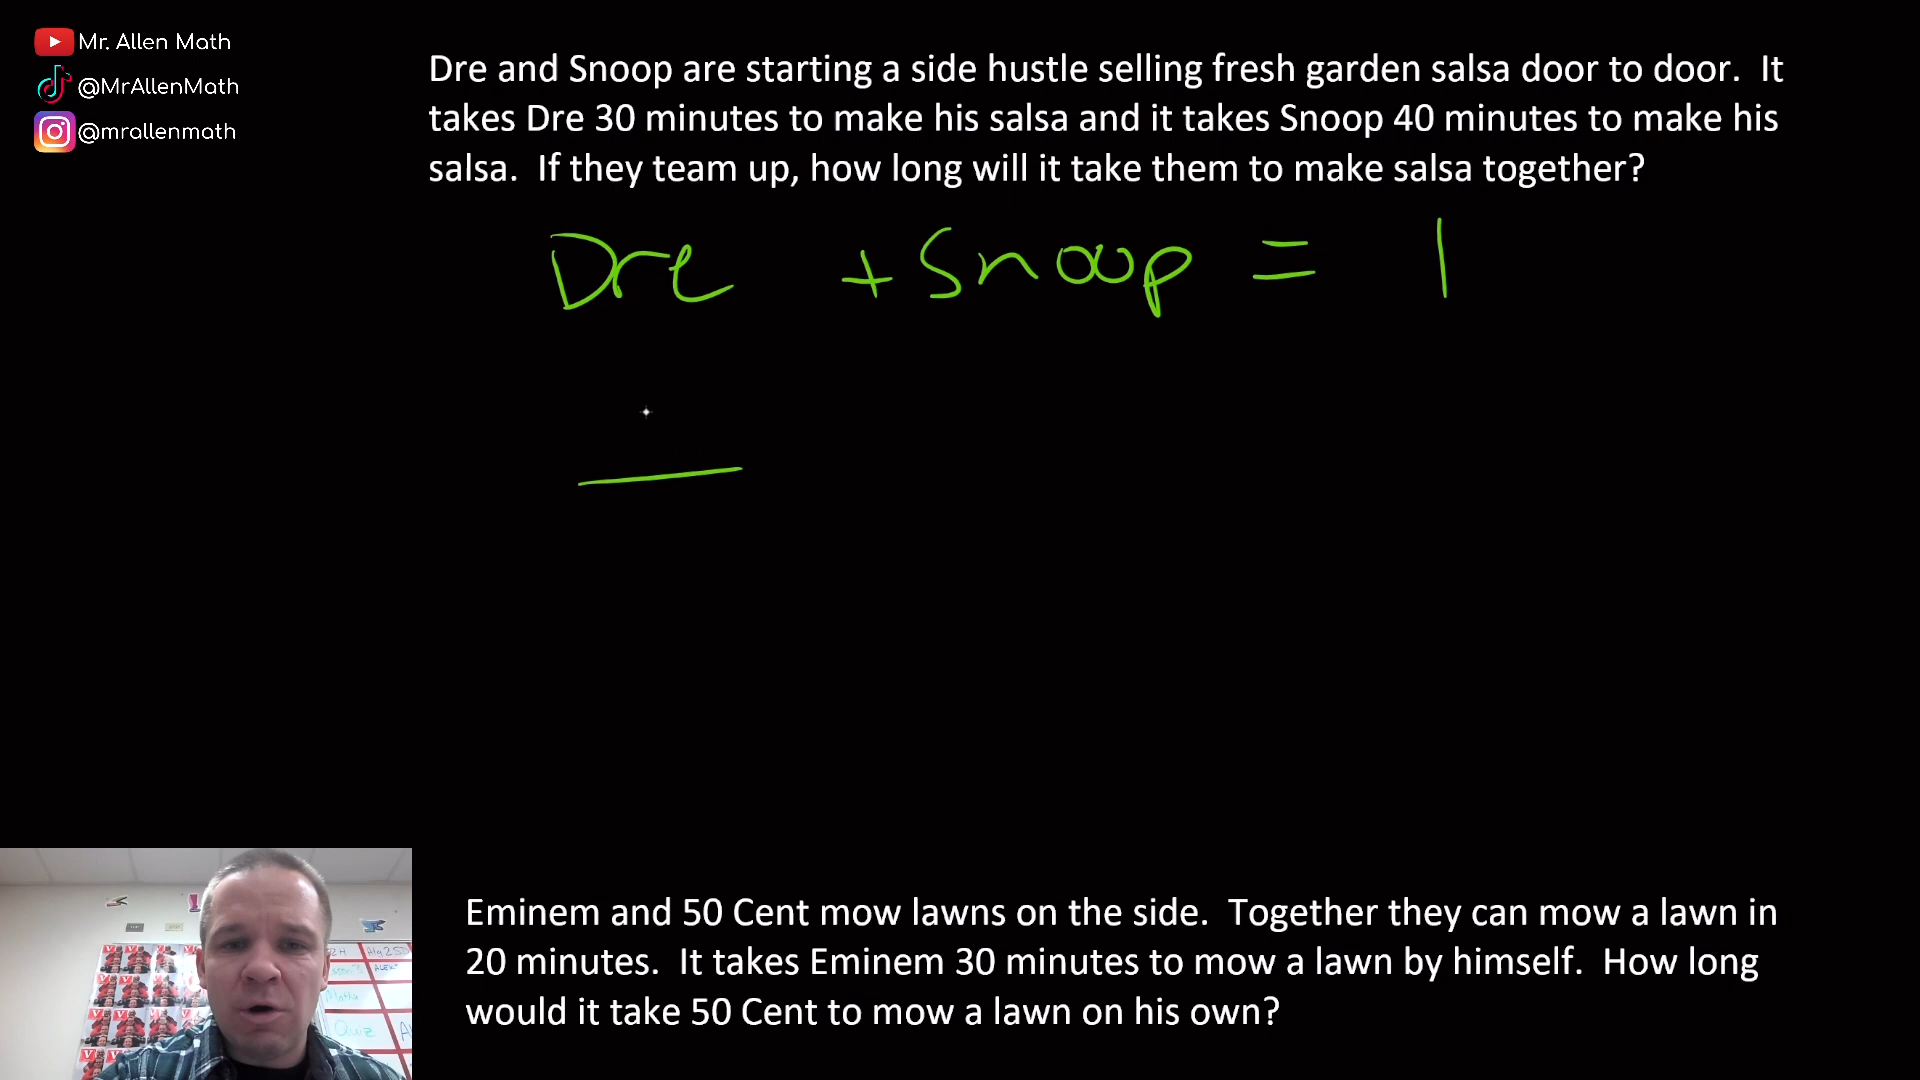 Mr. Allen Math
@MrAllenMath
@mrallenmath
Dre and Snoop are starting a side hustle selling fresh garden salsa door to door. It
takes Dre 30 minutes to make his salsa and it takes Snoop 40 minutes to make his
salsa. If they team up, how long will it take them to make salsa together?
Dre + Snoop = 1
Eminem and 50 Cent mow lawns on the side. Together they can mow a lawn in
20 minutes. It takes Eminem 30 minutes to mow a lawn by himself. How long
would it take 50 Cent to mow a lawn on his own?